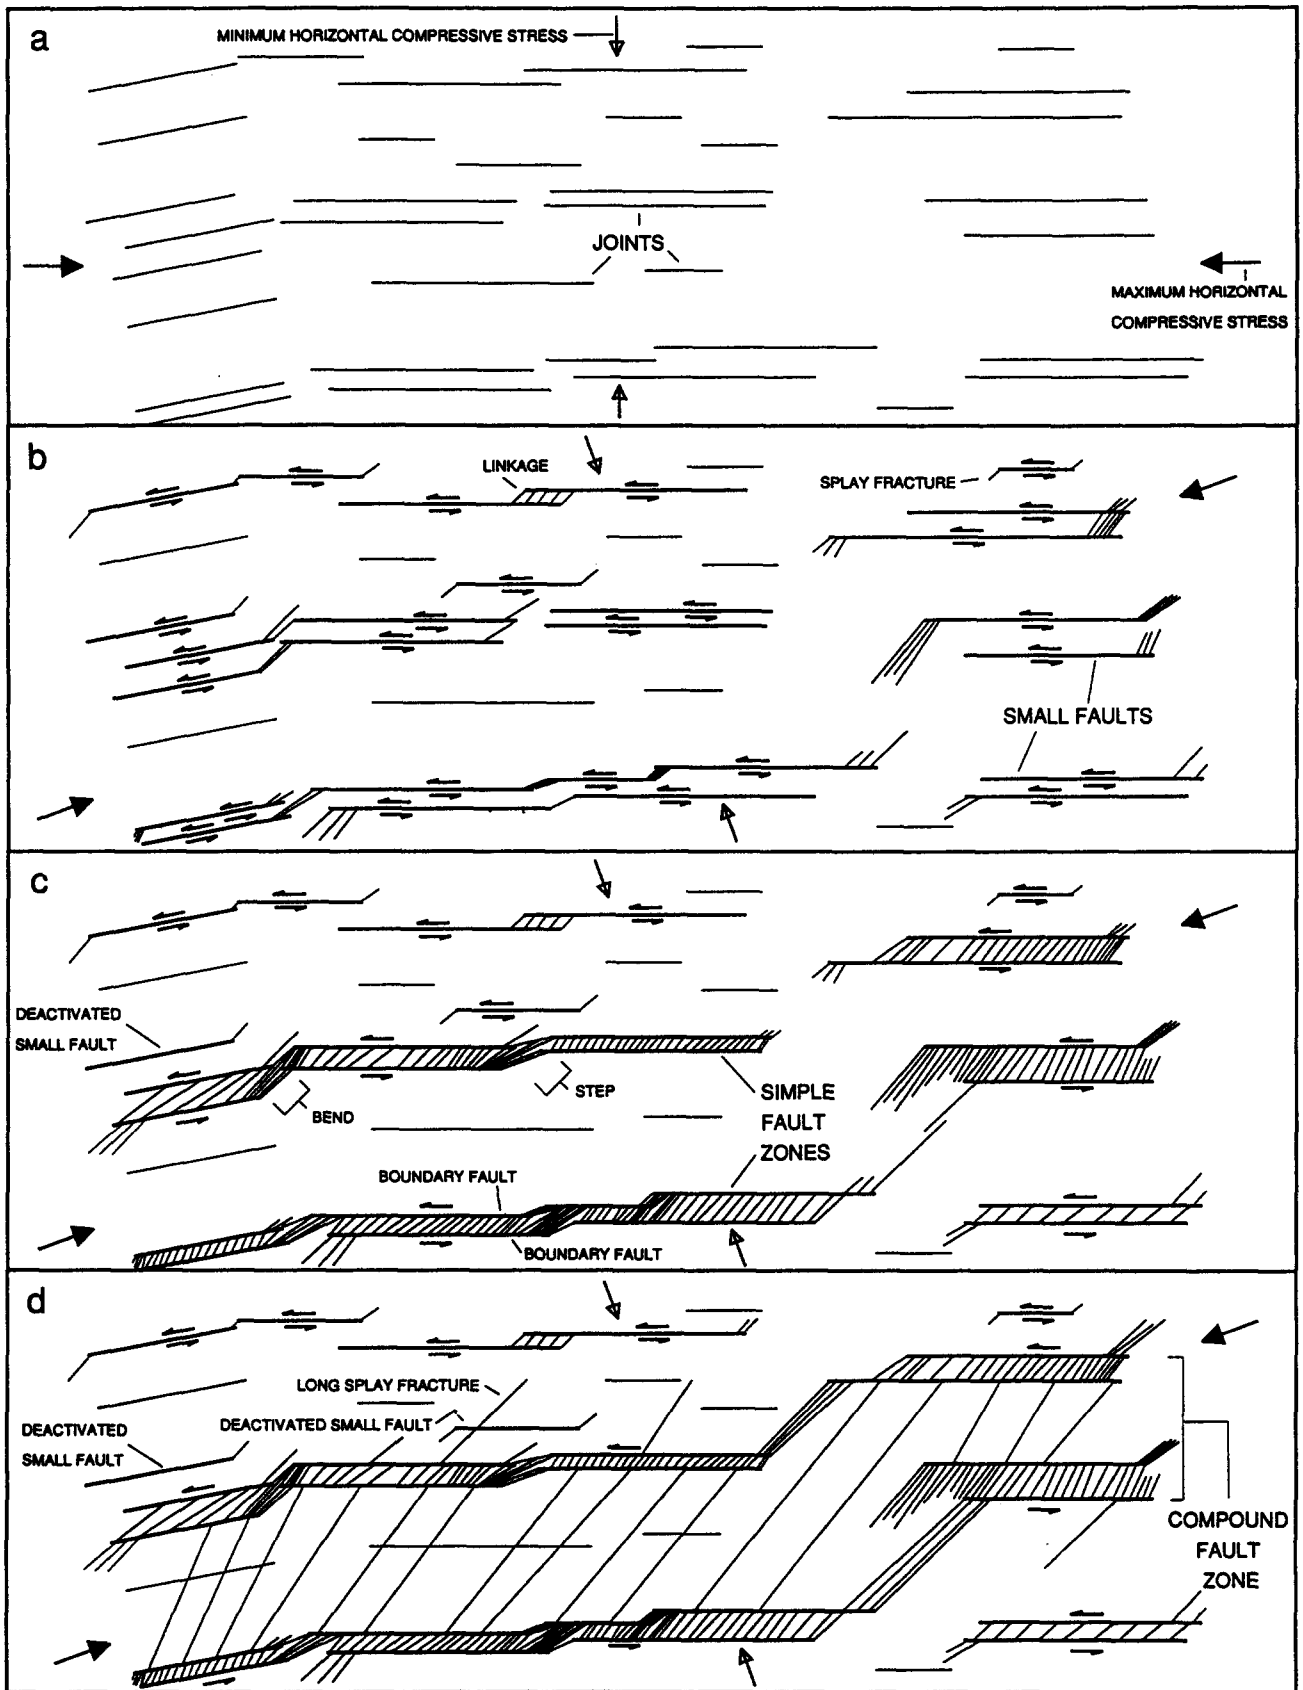 a
MINIMUM HORIZONTAL COMPRESSIVE STRESS
JOINTS
MAXIMUM HORIZONTAL
COMPRESSIVE STRESS
b
LINKAGE
SPLAY FRACTURE
SMALL FAULTS
c
DEACTIVATED
SMALL FAULT
BEND
STEP
SIMPLE
FAULT
ZONES
BOUNDARY FAULT
BOUNDARY FAULT
d
LONG SPLAY FRACTURE
DEACTIVATED SMALL FAULT
DEACTIVATED
SMALL FAULT
COMPOUND
FAULT
ZONE